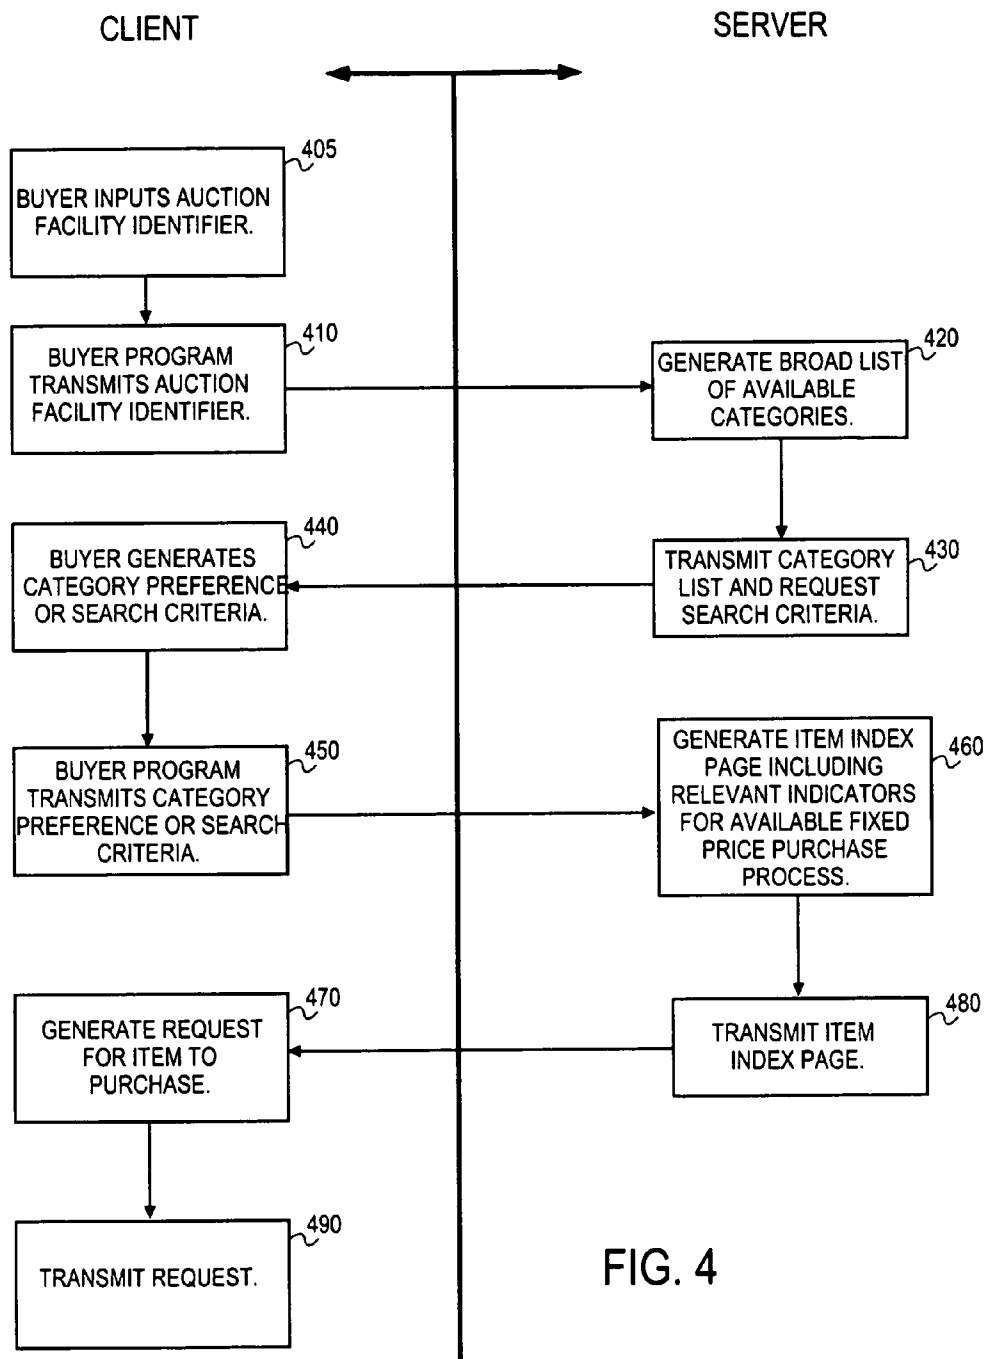 CLIENT
SERVER
405
BUYER INPUTS AUCTION
FACILITY IDENTIFIER.
410
BUYER PROGRAM
TRANSMITS AUCTION
FACILITY IDENTIFIER.
420
GENERATE BROAD LIST
OF AVAILABLE
CATEGORIES.
430
TRANSMIT CATEGORY
LIST AND REQUEST
SEARCH CRITERIA.
440
BUYER GENERATES
CATEGORY PREFERENCE
OR SEARCH CRITERIA.
450
BUYER PROGRAM
TRANSMITS CATEGORY
PREFERENCE OR SEARCH
CRITERIA.
460
GENERATE ITEM INDEX
PAGE INCLUDING
RELEVANT INDICATORS
FOR AVAILABLE FIXED
PRICE PURCHASE
PROCESS.
480
TRANSMIT ITEM
INDEX PAGE.
470
GENERATE REQUEST
FOR ITEM TO
PURCHASE.
490
TRANSMIT REQUEST.
FIG. 4